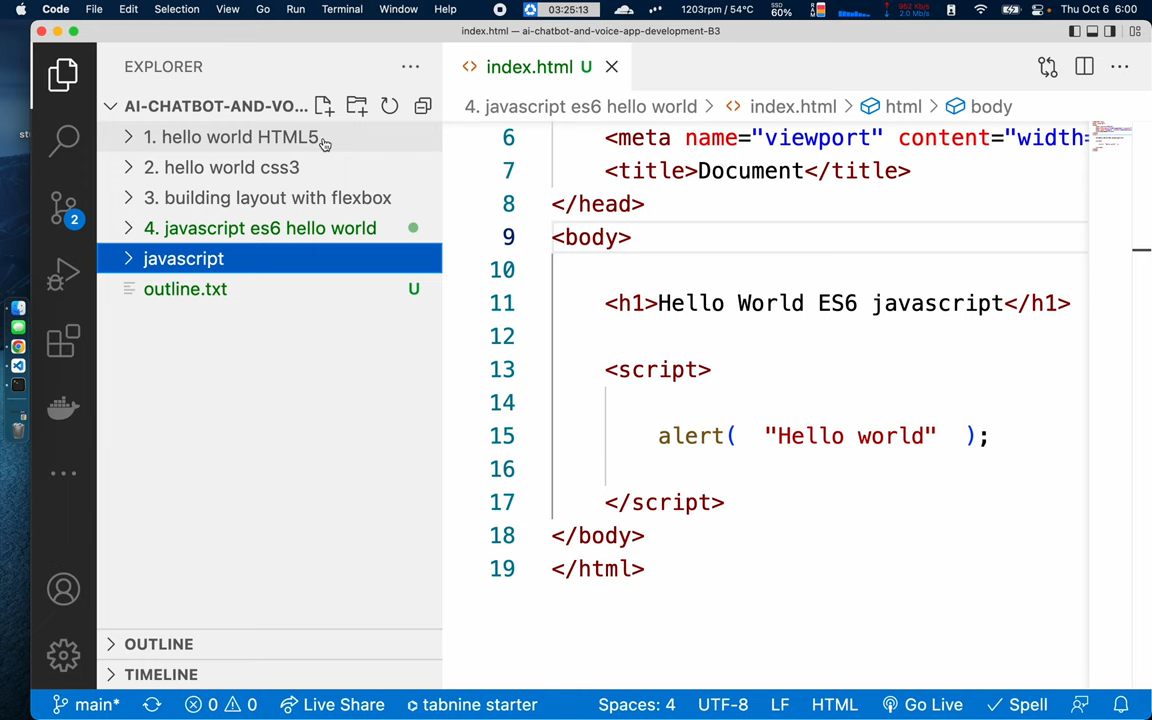 Code File Edit Selection View Go Run Terminal Window Help 03:25:13 1203rpm / 54°C SSD 60% 2.0 Mb/s Thu Oct 6 6:00
index.html — ai-chatbot-and-voice-app-development-B3
EXPLORER
index.html U
AI-CHATBOT-AND-VO...
4. javascript es6 hello world > index.html > html > body
1. hello world HTML5
2. hello world css3
3. building layout with flexbox
4. javascript es6 hello world
javascript
outline.txt U
2
6 <meta name="viewport" content="width=
7 <title>Document</title>
8 </head>
9 <body>
10
11 <h1>Hello World ES6 javascript</h1>
12
13 <script>
14
15 alert( "Hello world" );
16
17 </script>
18 </body>
19 </html>
OUTLINE
TIMELINE
main* 0 0 Live Share tabnine starter Spaces: 4 UTF-8 LF HTML Go Live Spell